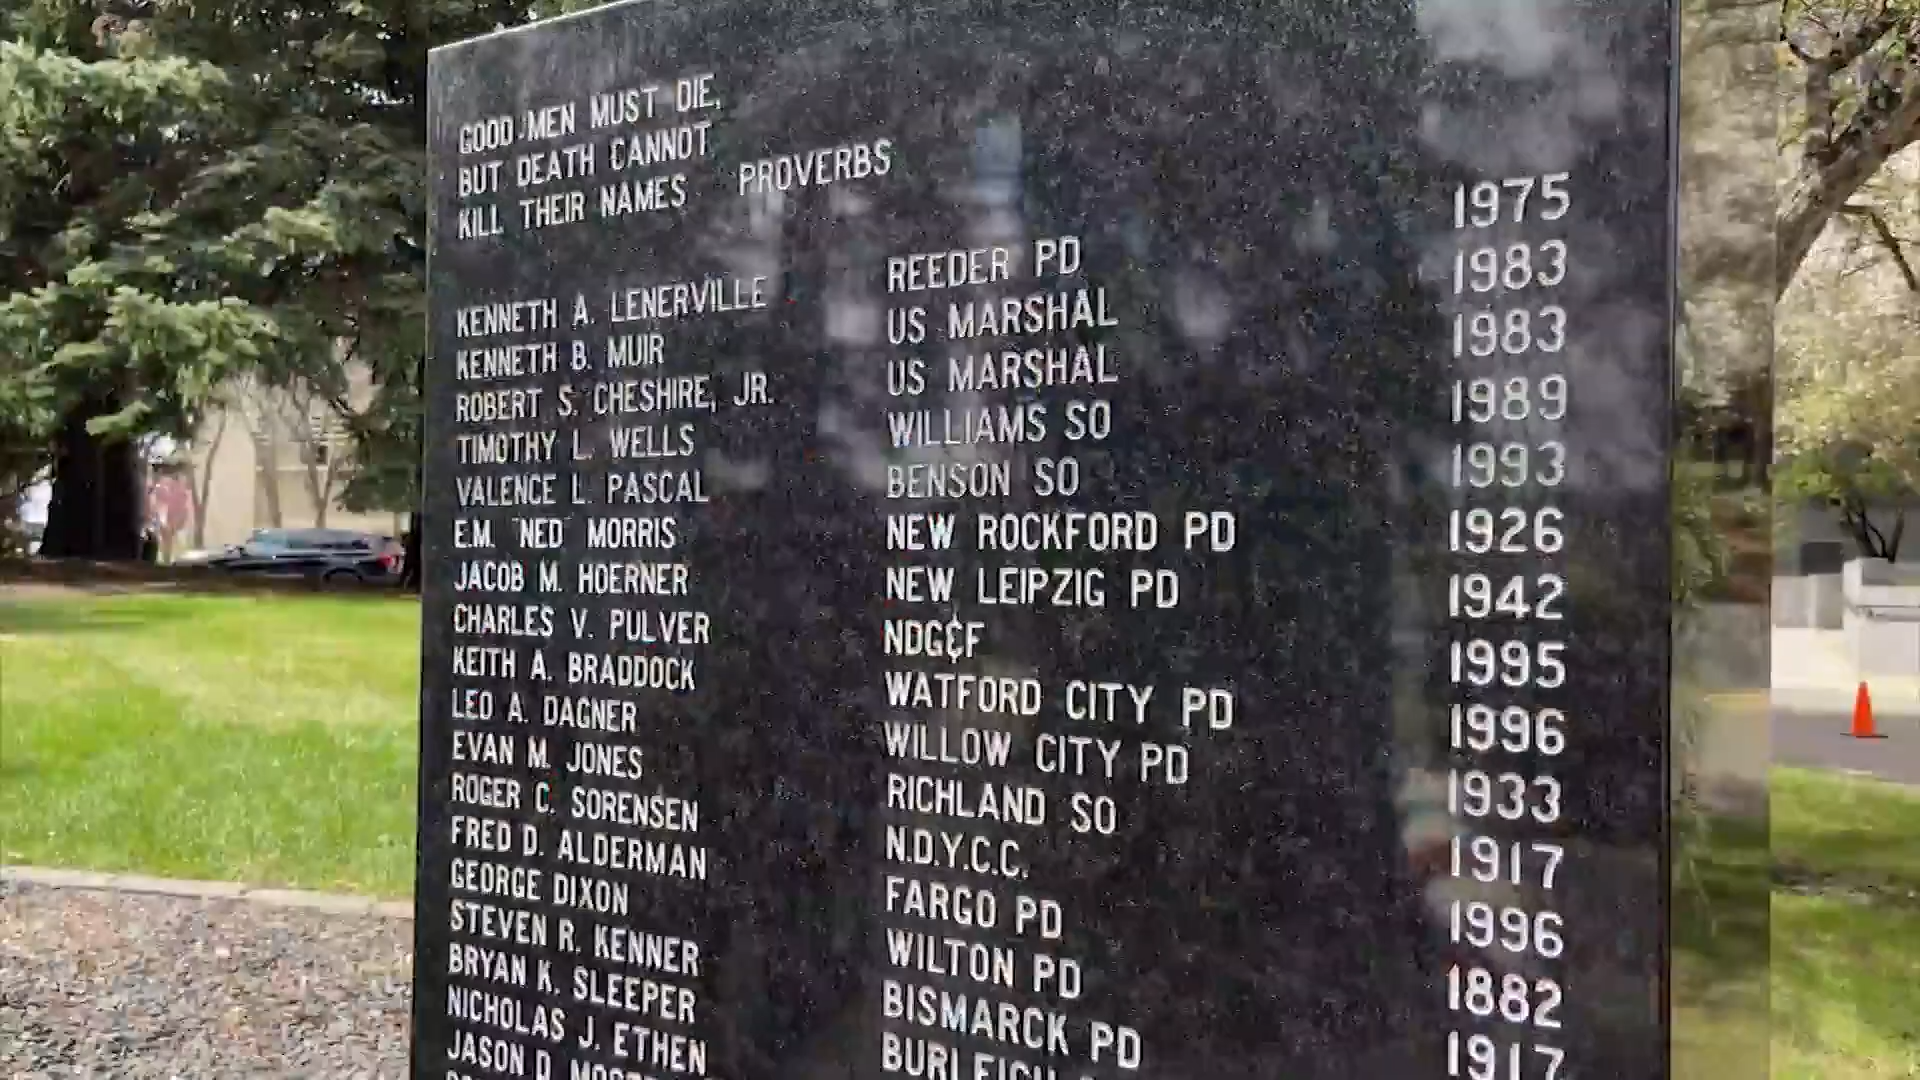 GOOD MEN MUST DIE,
BUT DEATH CANNOT
KILL THEIR NAMES PROVERBS
KENNETH A. LENERVILLE REEDER PD 1975
KENNETH B. MUIR US MARSHAL 1983
ROBERT S. CHESHIRE, JR. US MARSHAL 1983
TIMOTHY L. WELLS WILLIAMS SO 1989
VALENCE L. PASCAL BENSON SO 1993
E.M. "NED" MORRIS NEW ROCKFORD PD 1926
JACOB M. HOERNER NEW LEIPZIG PD 1942
CHARLES V. PULVER NDG&F 1995
KEITH A. BRADDOCK WATFORD CITY PD 1996
LEO A. DAGNER WILLOW CITY PD 1933
EVAN M. JONES RICHLAND SO 1917
ROGER C. SORENSEN N.D.Y.C.C. 1996
FRED D. ALDERMAN FARGO PD 1882
GEORGE DIXON WILTON PD 1917
STEVEN R. KENNER BISMARCK PD
BRYAN K. SLEEPER BURLEIGH
NICHOLAS J. ETHEN
JASON D.